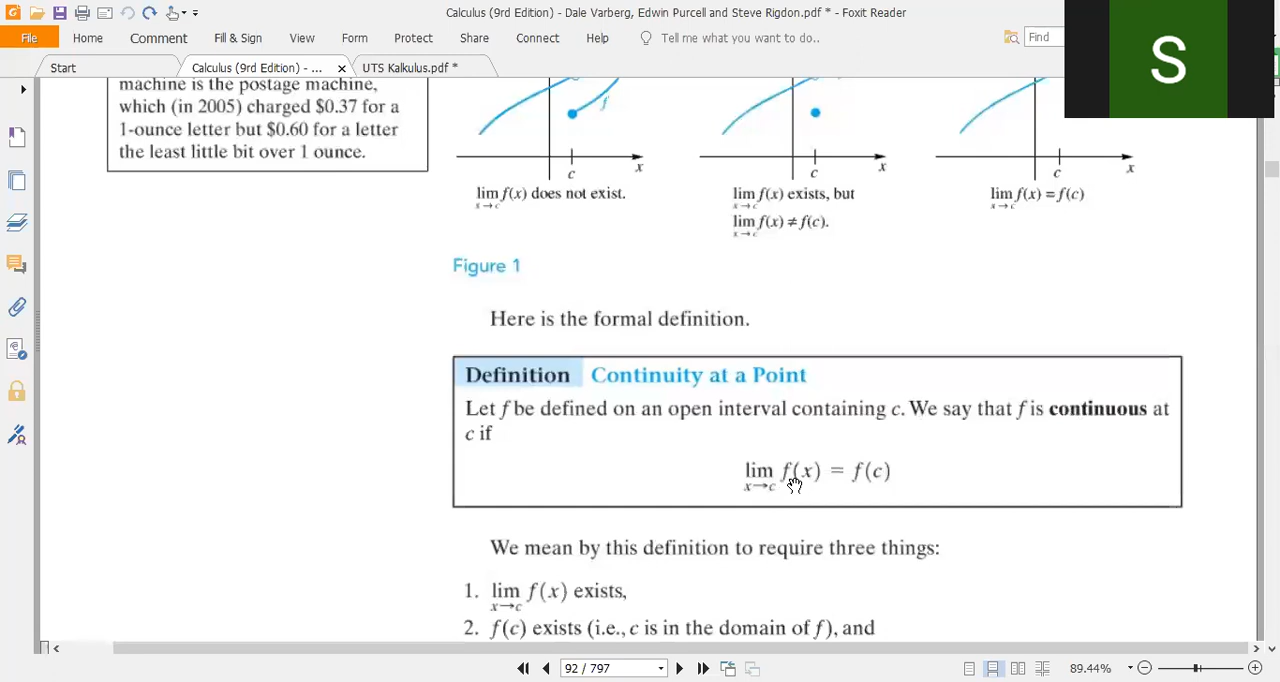 Calculus (9rd Edition) - Dale Varberg, Edwin Purcell and Steve Rigdon.pdf * - Foxit Reader
File Home Comment Fill & Sign View Form Protect Share Connect Help Tell me what you want to do.. Find
Start Calculus (9rd Edition) - ... x UTS Kalkulus.pdf *
S
machine is the postage machine,
which (in 2005) charged $0.37 for a
1-ounce letter but $0.60 for a letter
the least little bit over 1 ounce.
f
c x c x c x
lim f(x) does not exist.
x→c
lim f(x) exists, but
x→c
lim f(x) ≠ f(c).
x→c
lim f(x) = f(c)
x→c
Figure 1
Here is the formal definition.
Definition Continuity at a Point
Let f be defined on an open interval containing c. We say that f is continuous at
c if
lim f(x) = f(c)
x→c
We mean by this definition to require three things:
1. lim f(x) exists,
x→c
2. f(c) exists (i.e., c is in the domain of f), and
92 / 797 89.44%